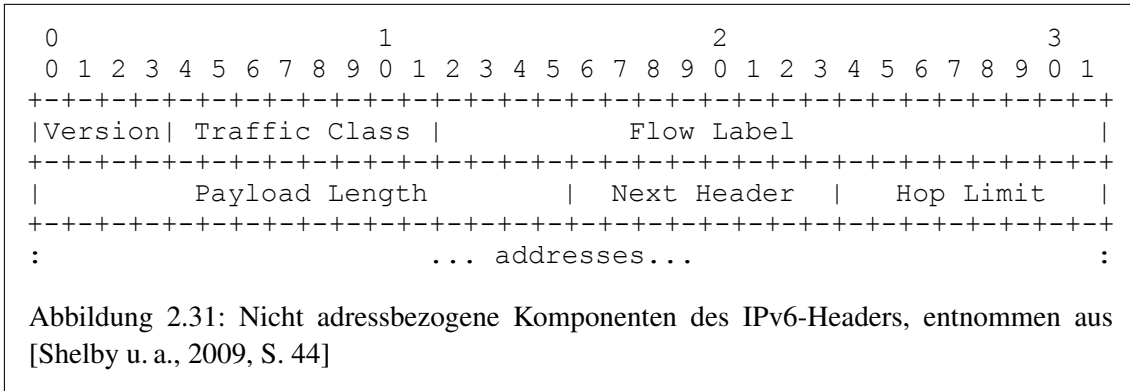 0                   1                   2                   3
 0 1 2 3 4 5 6 7 8 9 0 1 2 3 4 5 6 7 8 9 0 1 2 3 4 5 6 7 8 9 0 1
+-+-+-+-+-+-+-+-+-+-+-+-+-+-+-+-+-+-+-+-+-+-+-+-+-+-+-+-+-+-+-+-+
|Version| Traffic Class |           Flow Label                  |
+-+-+-+-+-+-+-+-+-+-+-+-+-+-+-+-+-+-+-+-+-+-+-+-+-+-+-+-+-+-+-+-+
|         Payload Length        |  Next Header  |   Hop Limit   |
+-+-+-+-+-+-+-+-+-+-+-+-+-+-+-+-+-+-+-+-+-+-+-+-+-+-+-+-+-+-+-+-+
:                       ... addresses...                        :
Abbildung 2.31: Nicht adressbezogene Komponenten des IPv6-Headers, entnommen aus
[Shelby u. a., 2009, S. 44]